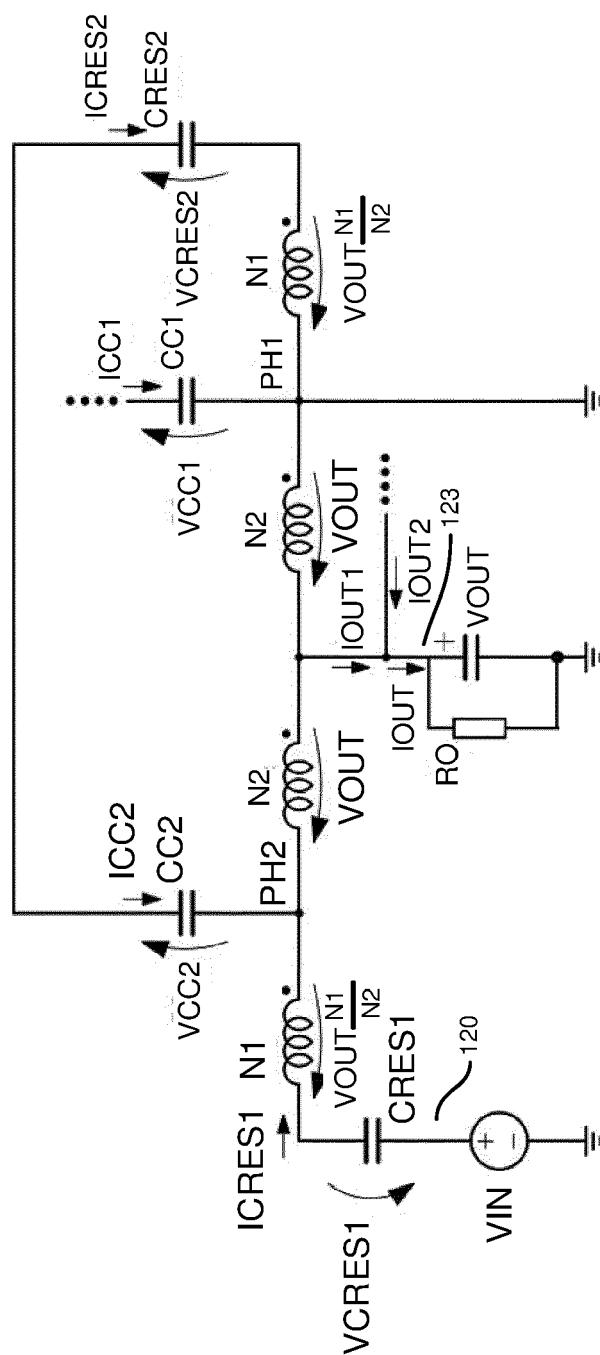 ICRES2
CRES2
VCRES2
N1
VOUT N1
N2
ICC1
CC1
VCC1
PH1
N2
VOUT
IOUT1
IOUT2
123
IOUT
+
VOUT
RO
N2
VOUT
ICC2
CC2
VCC2
PH2
N1
VOUT N1
N2
ICRES1
CRES1
VCRES1
120
+
−
VIN